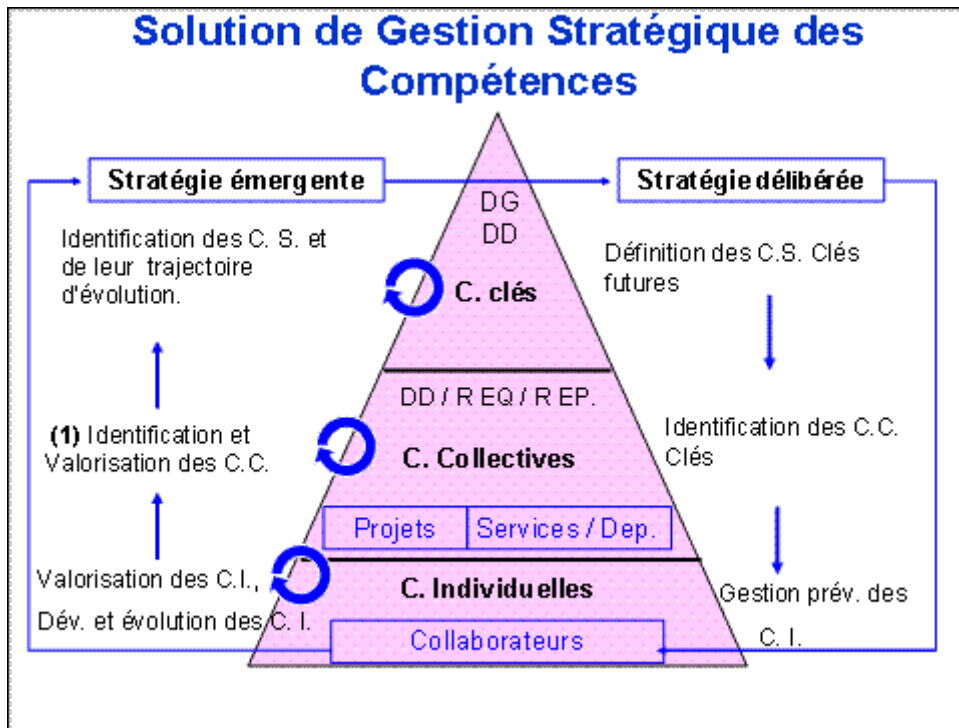 Solution de Gestion Stratégique des
Compétences
Stratégie émergente
Stratégie délibérée
DG
DD
Identification des C. S. et
de leur trajectoire
d'évolution.
Définition des C.S. Clés
futures
C. clés
DD / R EQ / R EP.
(1) Identification et
Valorisation des C.C.
Identification des C.C.
Clés
C. Collectives
Projets
Services / Dep.
Valorisation des C.I.,
Dév. et évolution des C. I.
C. Individuelles
Gestion prév. des
C. I.
Collaborateurs